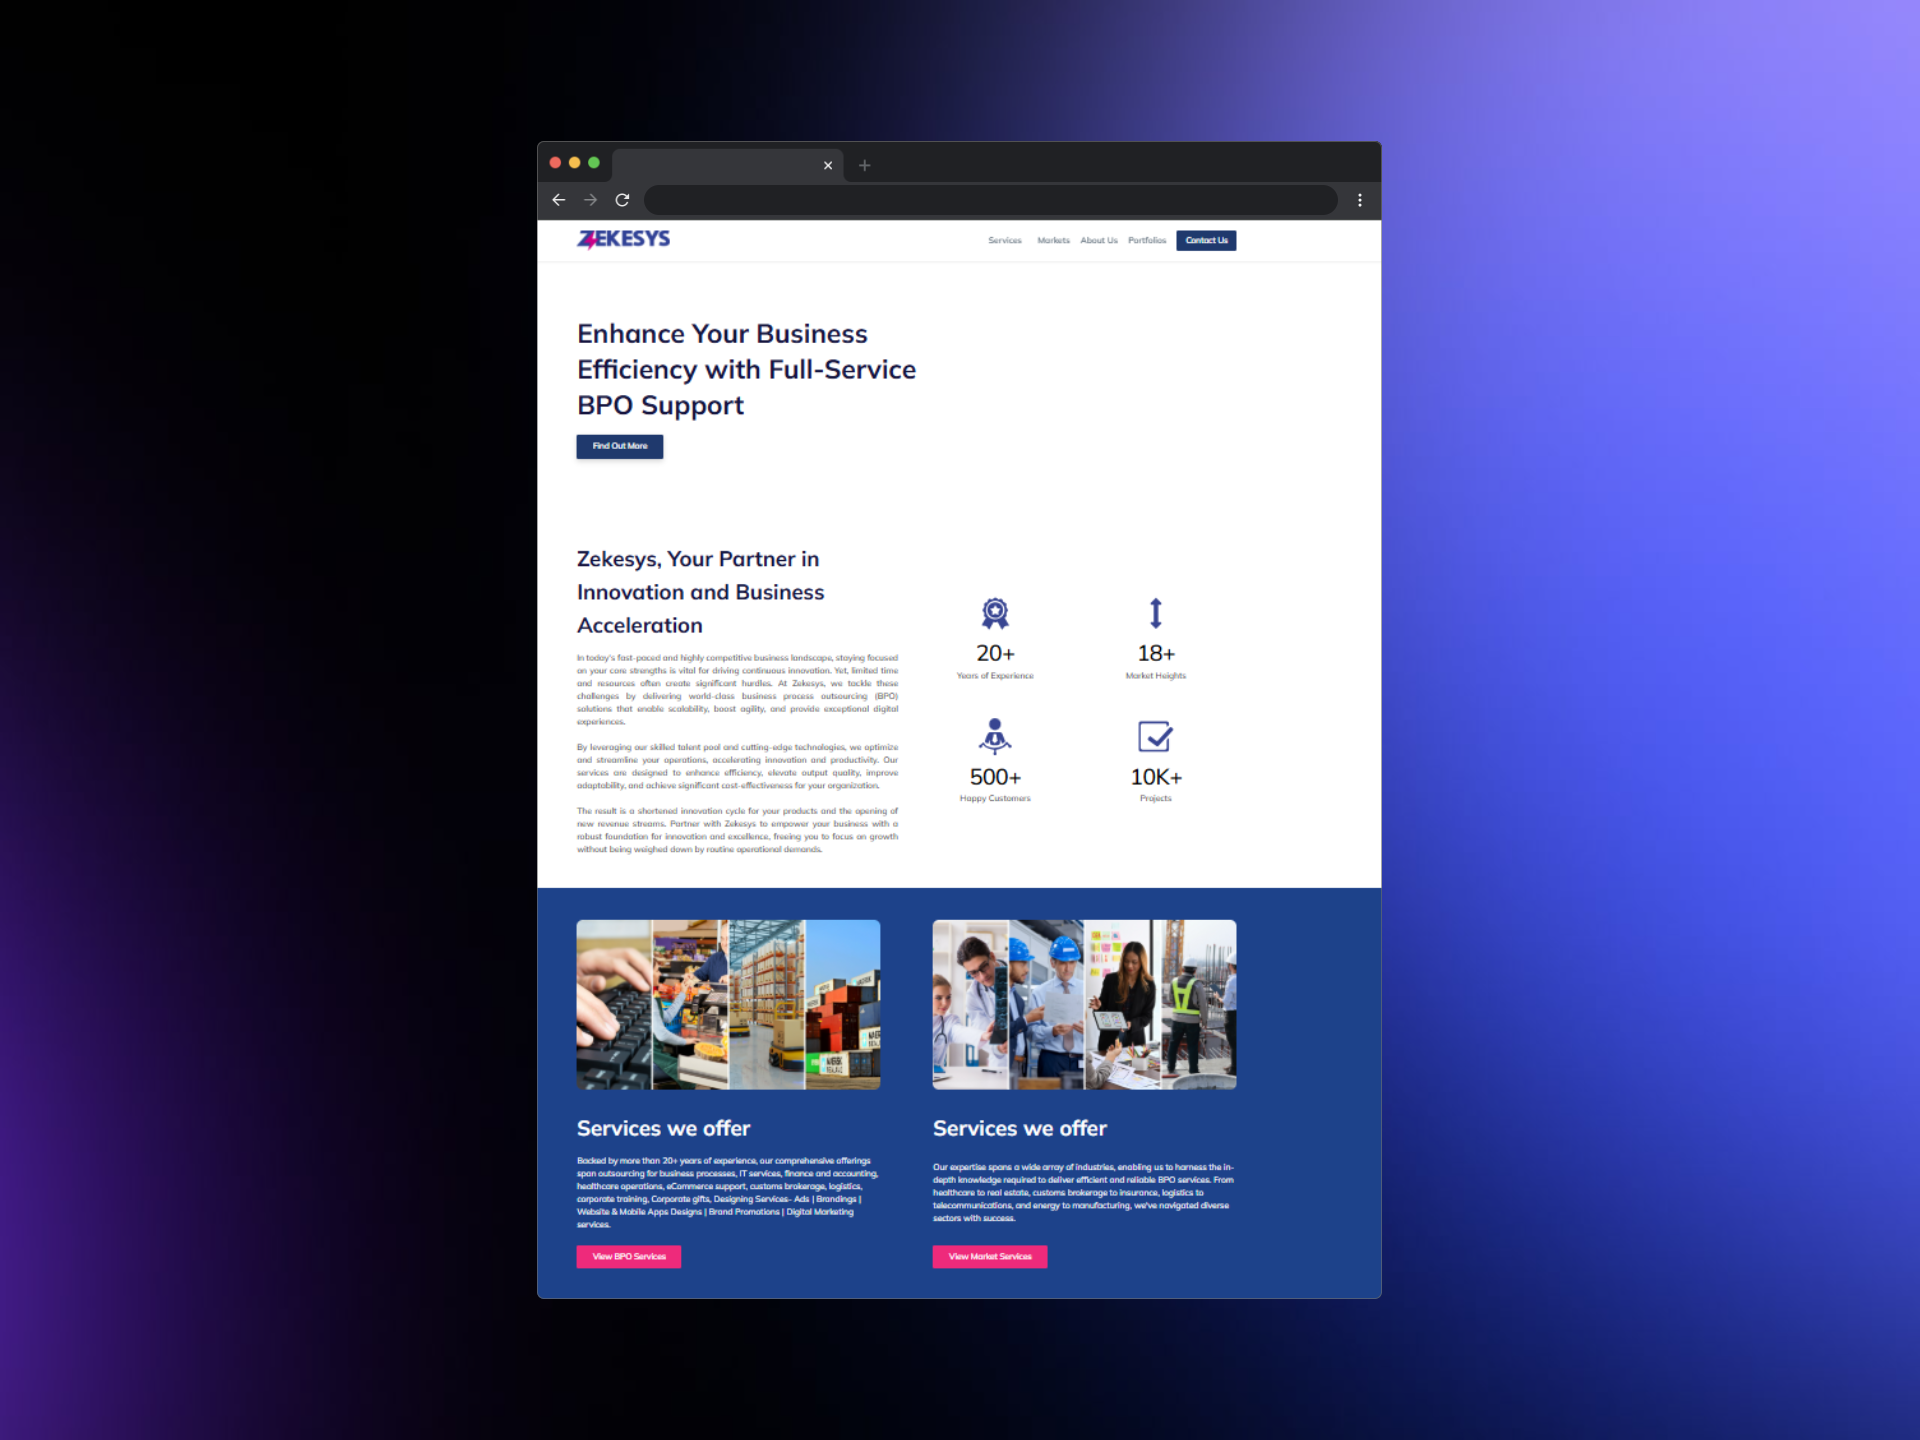 ZEKESYS
Services Markets About Us Portfolios Contact Us
Enhance Your Business
Efficiency with Full-Service
BPO Support
Find Out More
Zekesys, Your Partner in
Innovation and Business
Acceleration
In today's fast-paced and highly competitive business landscape, staying focused
on your core strengths is vital for driving continuous innovation. Yet, limited time
and resources often create significant hurdles. At Zekesys, we tackle these
challenges by delivering world-class business process outsourcing (BPO)
solutions that enable scalability, boost agility, and provide exceptional digital
experiences.
By leveraging our skilled talent pool and cutting-edge technologies, we optimize
and streamline your operations, accelerating innovation and productivity. Our
services are designed to enhance efficiency, elevate output quality, improve
adaptability, and achieve significant cost-effectiveness for your organization.
The result is a shortened innovation cycle for your products and the opening of
new revenue streams. Partner with Zekesys to empower your business with a
robust foundation for innovation and excellence, freeing you to focus on growth
without being weighed down by routine operational demands.
20+
Years of Experience
18+
Market Heights
500+
Happy Customers
10K+
Projects
Services we offer
Backed by more than 20+ years of experience, our comprehensive offerings
span outsourcing for business processes, IT services, finance and accounting,
healthcare operations, eCommerce support, customs brokerage, logistics,
corporate training, Corporate gifts, Designing Services- Ads | Brandings |
Website & Mobile Apps Designs | Brand Promotions | Digital Marketing
services.
View BPO Services
Services we offer
Our expertise spans a wide array of industries, enabling us to harness the in-
depth knowledge required to deliver efficient and reliable BPO services. From
healthcare to real estate, customs brokerage to insurance, logistics to
telecommunications, and energy to manufacturing, we've navigated diverse
sectors with success.
View Market Services